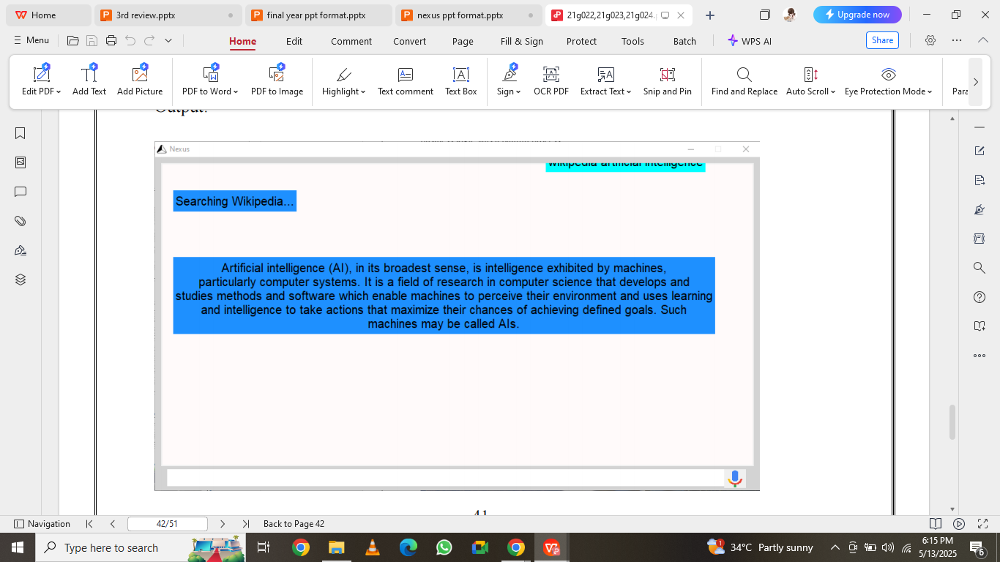 Home
3rd review.pptx
final year ppt format.pptx
nexus ppt format.pptx
21g022,21g023,21g024.
Upgrade now
Menu
Home
Edit
Comment
Convert
Page
Fill & Sign
Protect
Tools
Batch
WPS AI
Share
Edit PDF
Add Text
Add Picture
PDF to Word
PDF to Image
Highlight
Text comment
Text Box
Sign
OCR PDF
Extract Text
Snip and Pin
Find and Replace
Auto Scroll
Eye Protection Mode
Para
Output:
Nexus
wikipedia artificial intelligence
Searching Wikipedia...
Artificial intelligence (AI), in its broadest sense, is intelligence exhibited by machines,
particularly computer systems. It is a field of research in computer science that develops and
studies methods and software which enable machines to perceive their environment and uses learning
and intelligence to take actions that maximize their chances of achieving defined goals. Such
machines may be called AIs.
41
Navigation
42/51
Back to Page 42
Type here to search
1
34°C Partly sunny
6:15 PM
5/13/2025
6